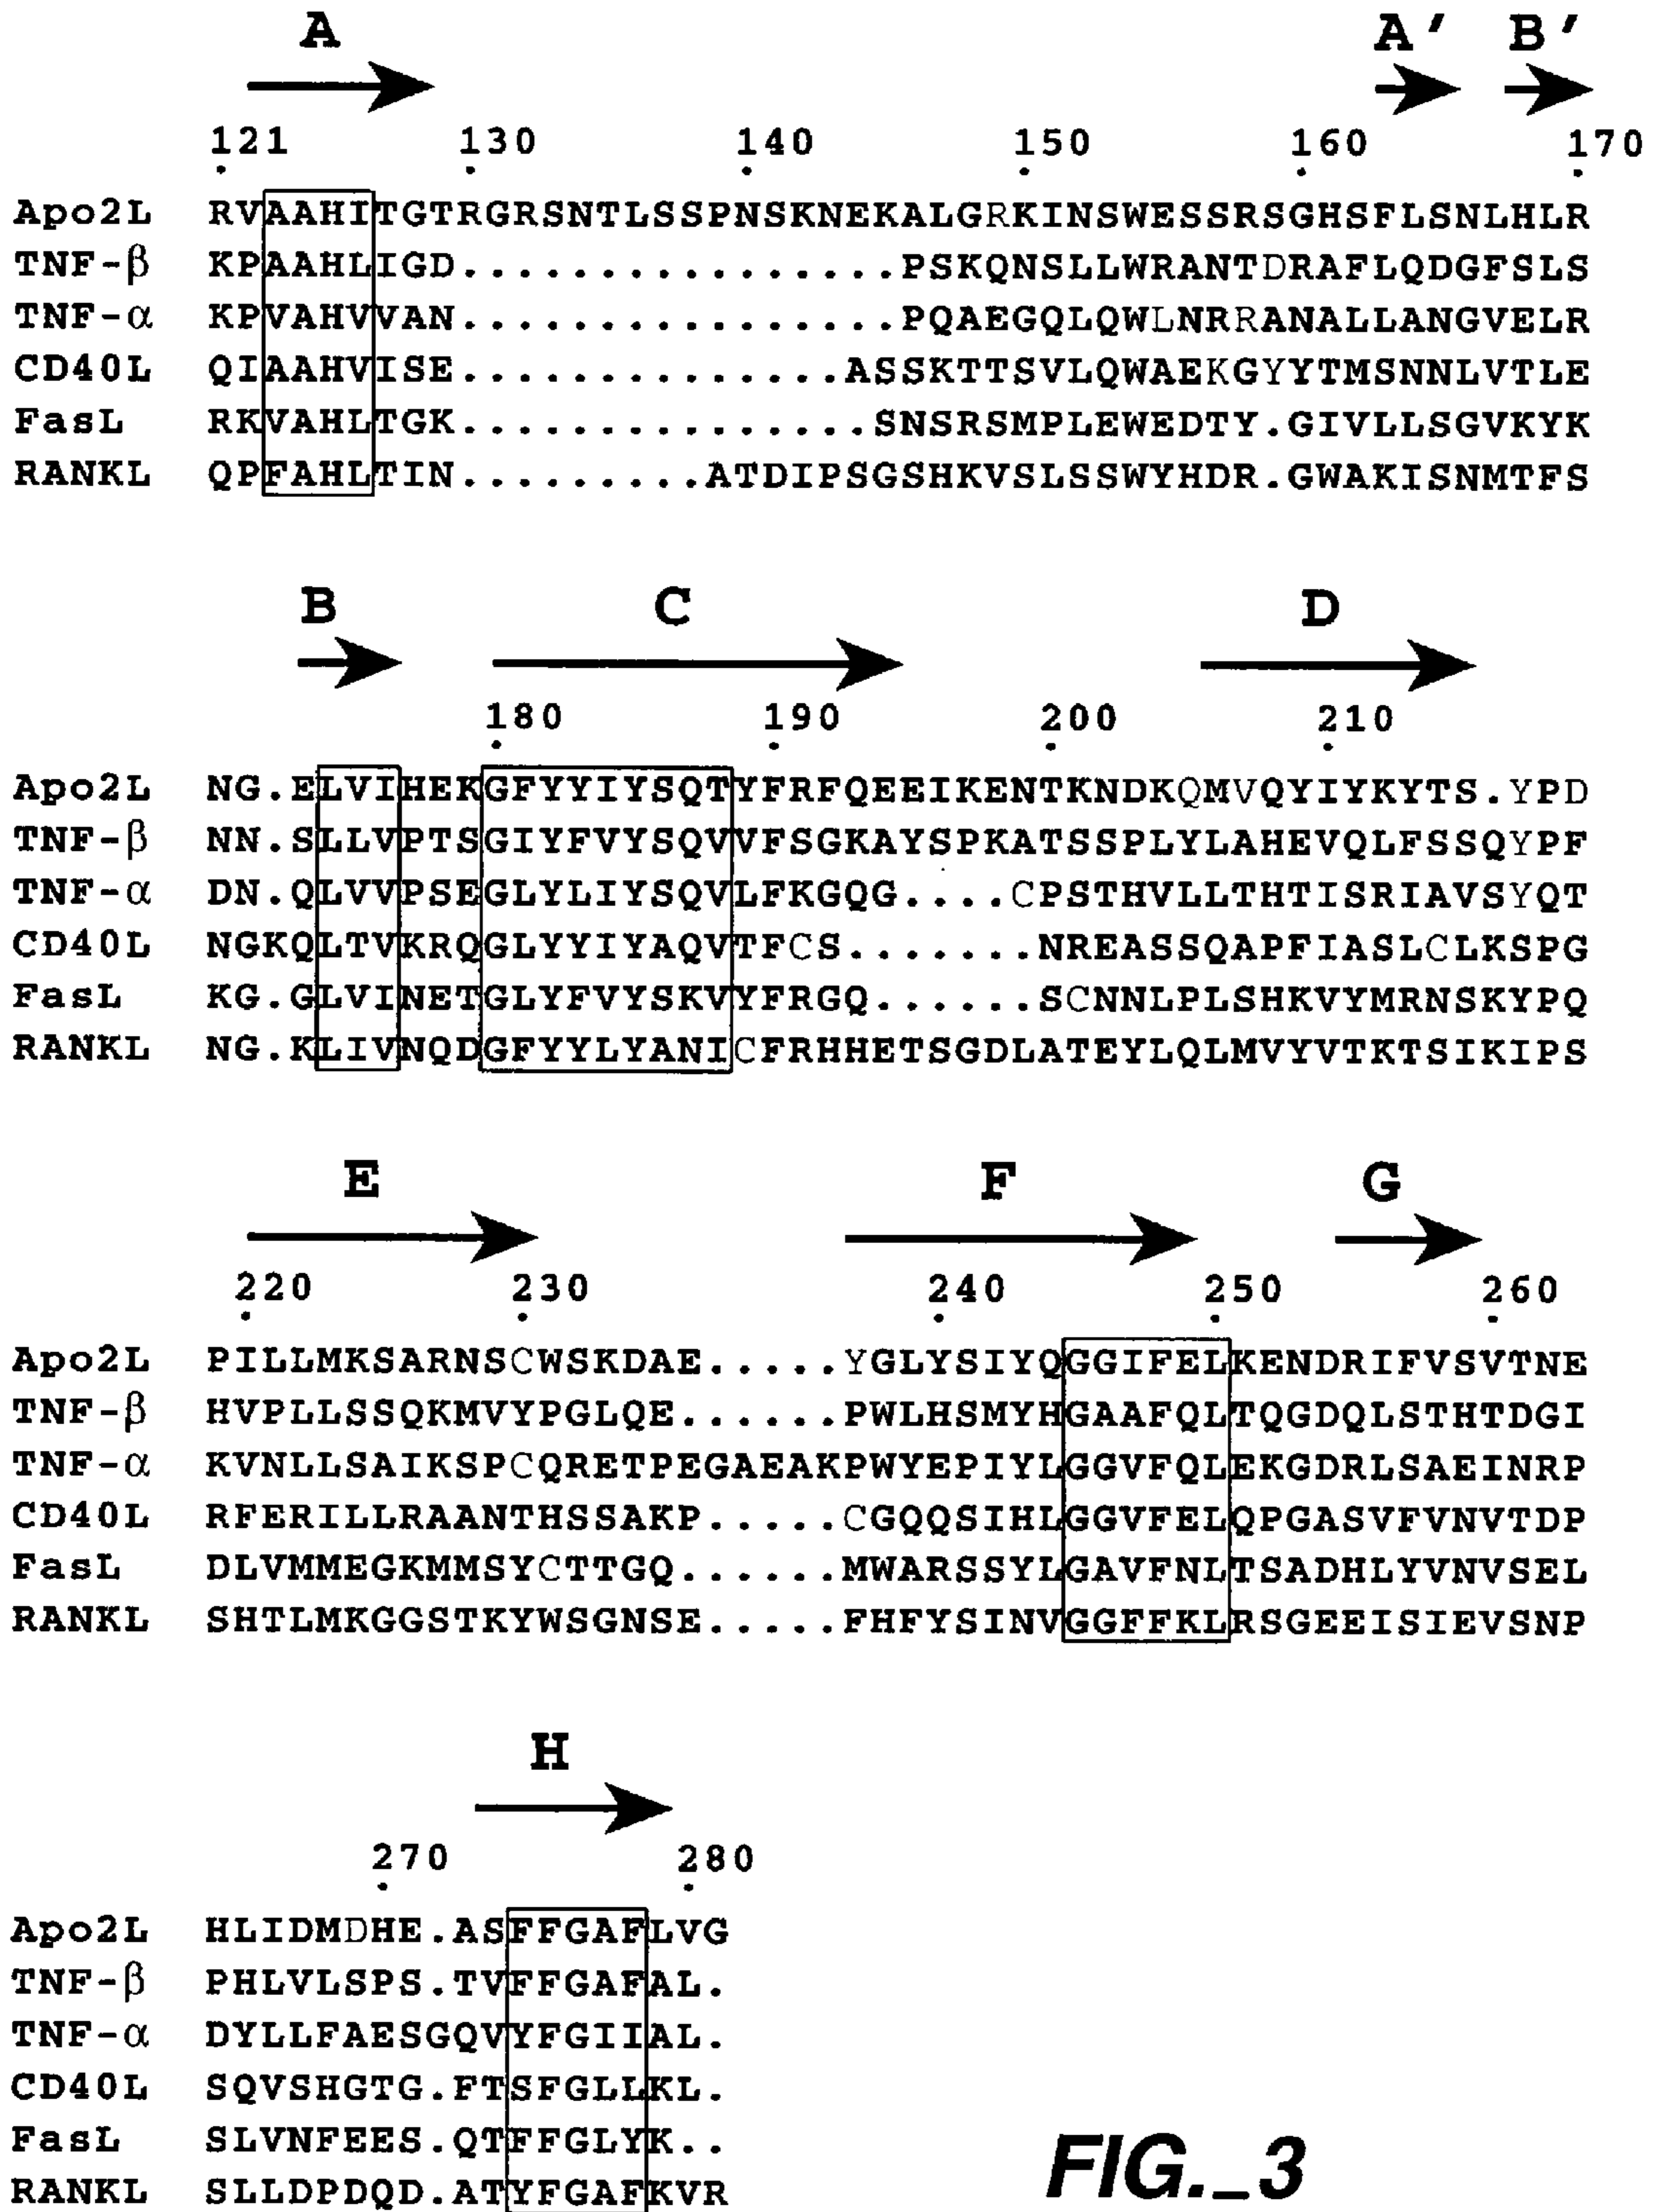 A A' B'
121 130 140 150 160 170
Apo2L RVAAHITGTRGRSNTLSSPNSKNEKALGRKINSWESSRSGHSFLSNLHLR
TNF-β KPAAHLIGD................PSKQNSLLWRANTDRAFLQDGFSLS
TNF-α KPVAHVVAN................PQAEGQLQWLNRRANALLANGVELR
CD40L QIAAHVISE..............ASSKTTSVLQWAEKGYYTMSNNLVTLE
FasL RKVAHLTGK...............SNSRSMPLEWEDTY.GIVLLSGVKYK
RANKL QPFAHLTIN.........ATDIPSGSHKVSLSSWYHDR.GWAKISNMTFS
B C D
180 190 200 210
Apo2L NG.ELVIHEKGFYYIYSQTYFRFQEEIKENTKNDKQMVQYIYKYTS.YPD
TNF-β NN.SLLVPTSGIYFVYSQVVFSGKAYSPKATSSPLYLAHEVQLFSSQYPF
TNF-α DN.QLVVPSEGLYLIYSQVLFKGQG....CPSTHVLLTHTISRIAVSYQT
CD40L NGKQLTVKRQGLYYIYAQVTFCS.......NREASSQAPFIASLCLKSPG
FasL KG.GLVINETGLYFVYSKVYFRGQ......SCNNLPLSHKVYMRNSKYPQ
RANKL NG.KLIVNQDGFYYLYANICFRHHETSGDLATEYLQLMVYVTKTSIKIPS
E F G
220 230 240 250 260
Apo2L PILLMKSARNSCWSKDAE.....YGLYSIYQGGIFELKENDRIFVSVTNE
TNF-β HVPLLSSQKMVYPGLQE......PWLHSMYHGAAFQLTQGDQLSTHTDGI
TNF-α KVNLLSAIKSPCQRETPEGAEAKPWYEPIYLGGVFQLEKGDRLSAEINRP
CD40L RFERILLRAANTHSSAKP.....CGQQSIHLGGVFELQPGASVFVNVTDP
FasL DLVMMEGKMMSYCTTGQ......MWARSSYLGAVFNLTSADHLYVNVSEL
RANKL SHTLMKGGSTKYWSGNSE.....FHFYSINVGGFFKLRSGEEISIEVSNP
H
270 280
Apo2L HLIDMDHE.ASFFGAFLVG
TNF-β PHLVLSPS.TVFFGAFAL.
TNF-α DYLLFAESGQVYFGIIAL.
CD40L SQVSHGTG.FTSFGLLKL.
FasL SLVNFEES.QTFFGLYK..
RANKL SLLDPDQD.ATYFGAFKVR
FIG._3